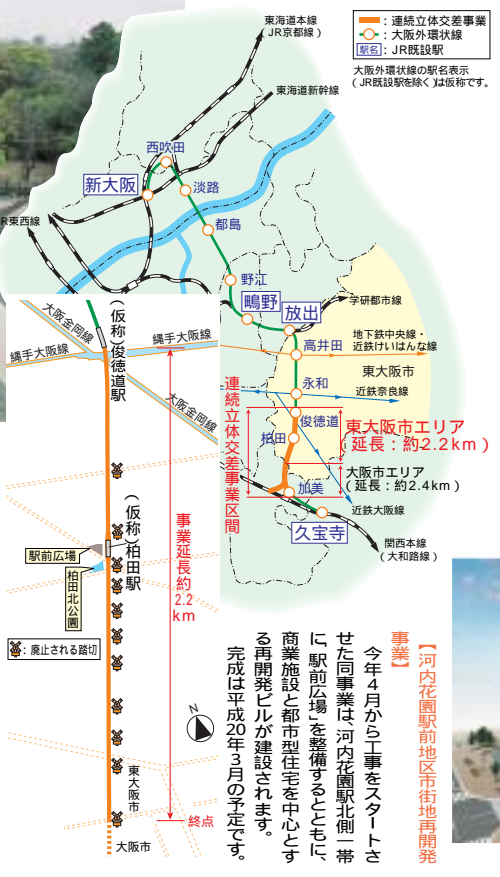 東海道本線
（JR京都線）
東海道新幹線
：連続立体交差事業
：大阪外環状線
駅名：JR既設駅
大阪外環状線の駅名表示
（JR既設駅を除く）は仮称です。
西吹田
新大阪
淡路
都島
R東西線
野江
鴫野
放出
学研都市線
高井田
地下鉄中央線・
近鉄けいはんな線
東大阪市
永和
近鉄奈良線
俊徳道
柏田
東大阪市エリア
（延長：約2.2km）
大阪市エリア
（延長：約2.4km）
加美
久宝寺
近鉄大阪線
関西本線
（大和路線）
連続立体交差事業区間
大阪金岡線
（仮称）俊徳道駅
縄手大阪線
縄手大阪線
大阪金岡線
（仮称）柏田駅
駅前広場
柏田北公園
事業延長約2.2km
：廃止される踏切
N
東大阪市
終点
大阪市
【河内花園駅前地区市街地再開発
事業】
今年４月から工事をスタートさ
せた同事業は、河内花園駅北側一帯
に、「駅前広場」を整備するとともに、
商業施設と都市型住宅を中心とす
る再開発ビルが建設されます。
完成は平成20年３月の予定です。